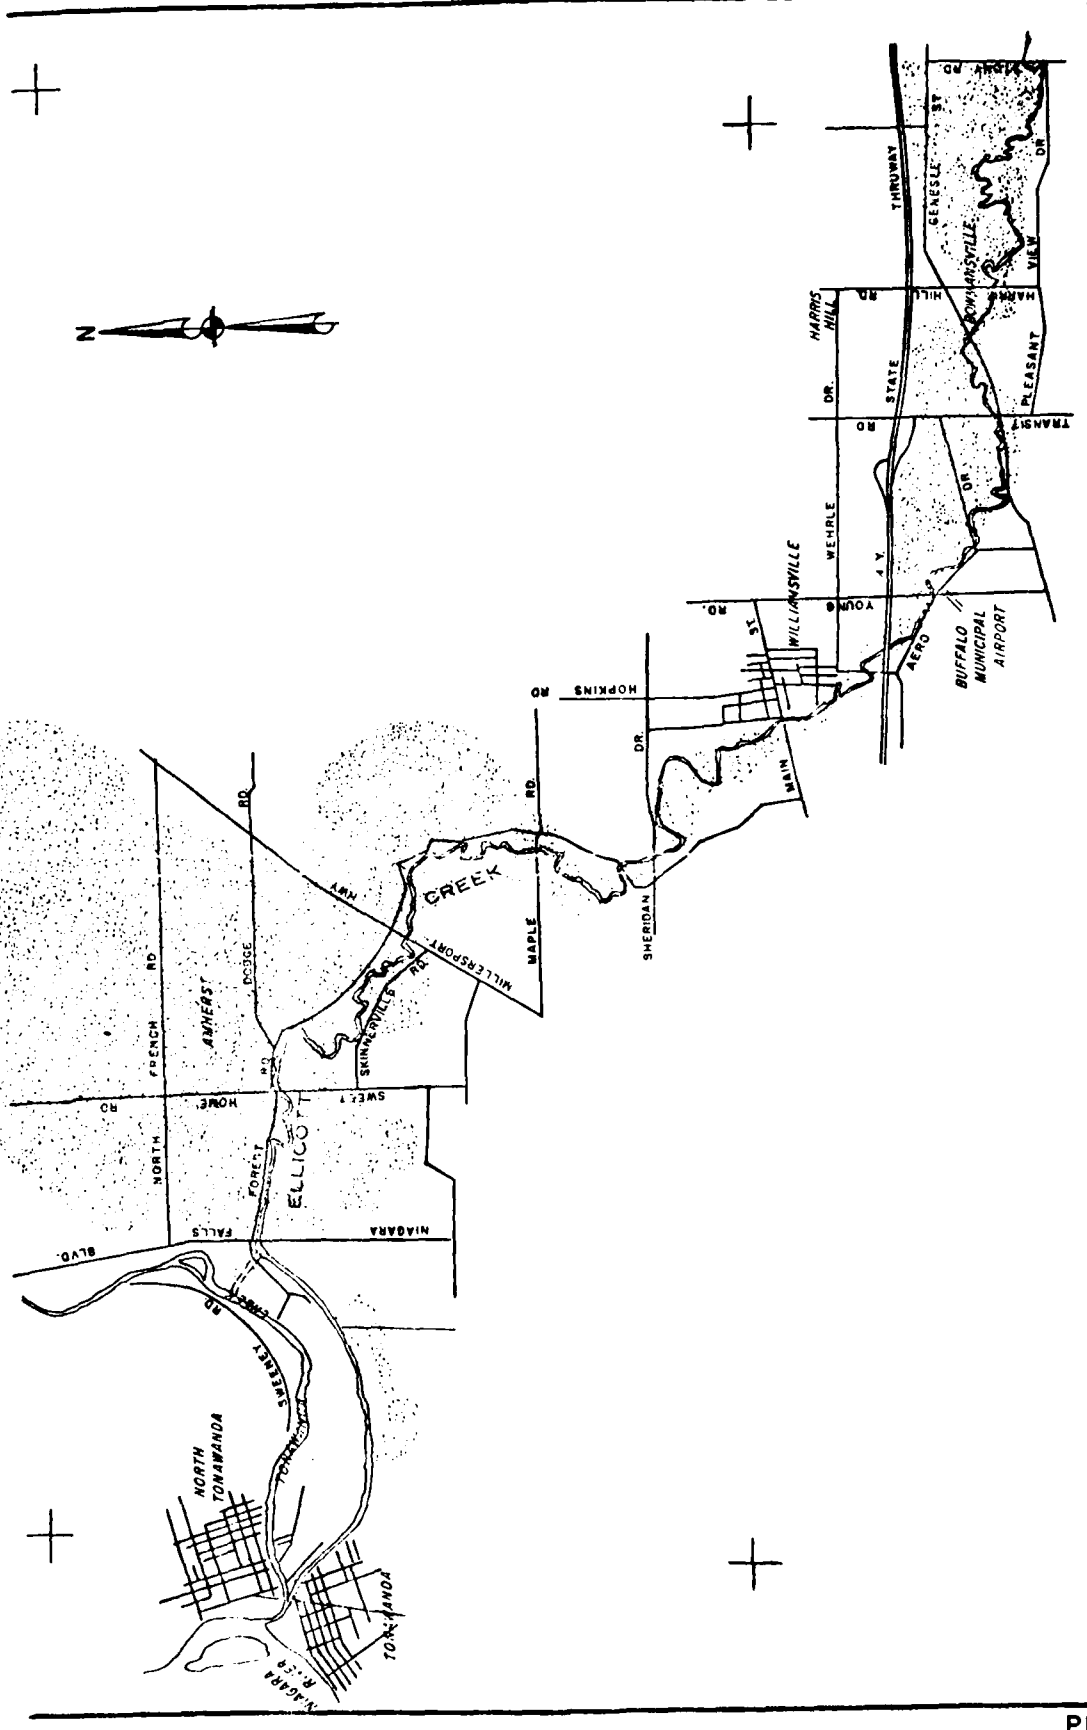 N
THRUWAY
GENESEE
ST
RD
DR
VIEW
BOWMANSVILLE
HARRIS
HILL
RD.
HILL
HARRIS
PLEASANT
STATE
DR.
RD
TRANSIT
WEHRLE
DR
N.Y.
YOUNG
RD.
AERO
BUFFALO
MUNICIPAL
AIRPORT
WILLIAMSVILLE
ST.
MAIN
HOPKINS
RD
DR.
SHERIDAN
RD.
MAPLE
CREEK
HWY
MILLERSPORT
SKINNERVILLE
RD.
RD.
DODGE
RD
FRENCH
NORTH
AMHERST
RD
HOME
SWEET
RD
FOREST
ELLICOTT
FALLS
NIAGARA
BLVD.
CREEK
RD
SWEENEY
TONAWANDA
NORTH
TONAWANDA
TONAWANDA
NIAGARA
RIVER